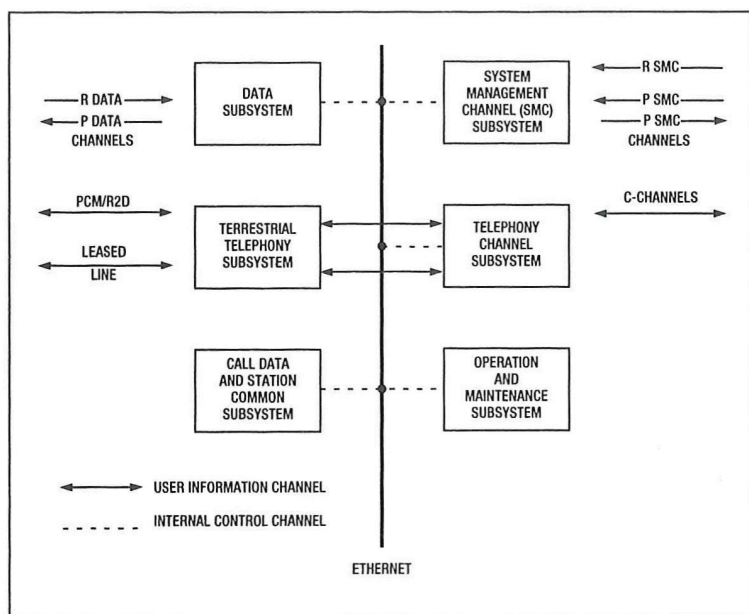 R DATA
P DATA
CHANNELS
DATA
SUBSYSTEM
SYSTEM
MANAGEMENT
CHANNEL (SMC)
SUBSYSTEM
R SMC
P SMC
P SMC
CHANNELS
PCM/R2D
LEASED
LINE
TERRESTRIAL
TELEPHONY
SUBSYSTEM
TELEPHONY
CHANNEL
SUBSYSTEM
C-CHANNELS
CALL DATA
AND STATION
COMMON
SUBSYSTEM
OPERATION
AND
MAINTENANCE
SUBSYSTEM
USER INFORMATION CHANNEL
INTERNAL CONTROL CHANNEL
ETHERNET